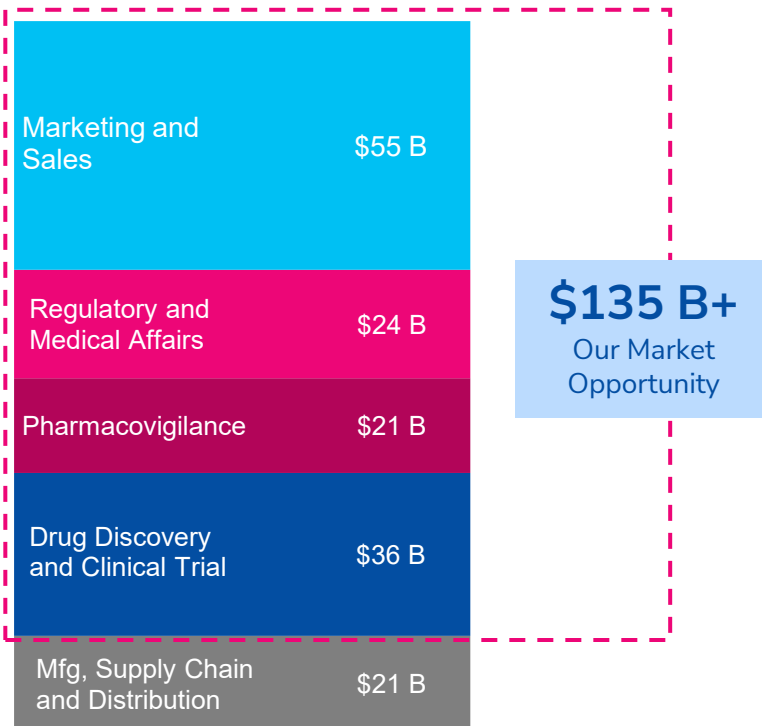 Marketing and
Sales
$55 B
Regulatory and
Medical Affairs
$24 B
$135 B+
Our Market
Opportunity
Pharmacovigilance
$21 B
Drug Discovery
and Clinical Trial
$36 B
Mfg, Supply Chain
and Distribution
$21 B